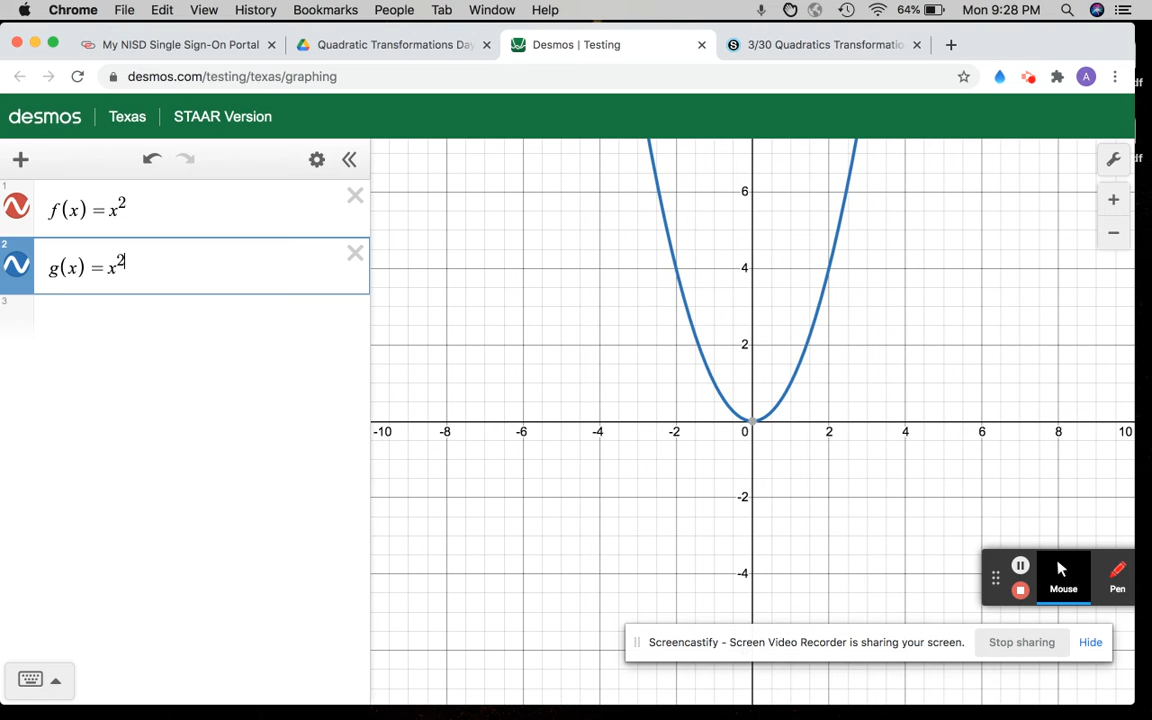 Chrome File Edit View History Bookmarks People Tab Window Help 64% Mon 9:28 PM
My NISD Single Sign-On Portal Quadratic Transformations Day Desmos | Testing 3/30 Quadratics Transformatio
desmos.com/testing/texas/graphing A
desmos Texas STAAR Version
1
f(x) = x²
2
g(x) = x²
3
6
4
2
-10 -8 -6 -4 -2 0 2 4 6 8 10
-2
-4
Mouse Pen
Screencastify - Screen Video Recorder is sharing your screen. Stop sharing Hide
df
df